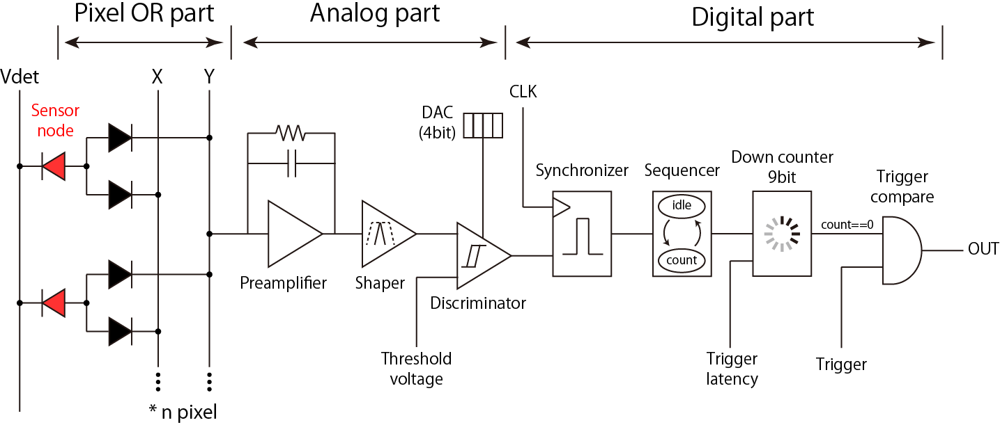 Pixel OR part
Analog part
Digital part
Vdet
X
Y
Sensor
node
DAC
(4bit)
CLK
Synchronizer
Sequencer
Down counter
9bit
Trigger
compare
idle
count
count==0
OUT
Preamplifier
Shaper
Discriminator
Threshold
voltage
Trigger
latency
Trigger
* n pixel